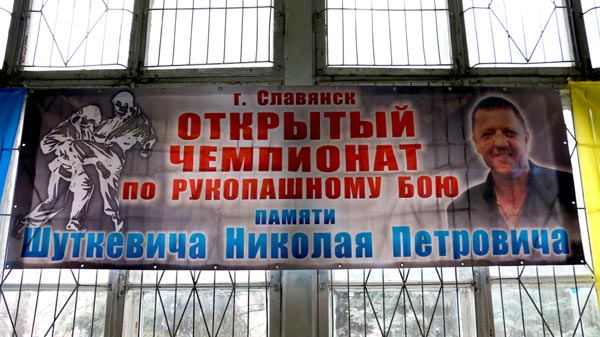 г. Славянск
ОТКРЫТЫЙ
ЧЕМПИОНАТ
по РУКОПАШНОМУ БОЮ
ПАМЯТИ
Шуткевича Николая Петровича